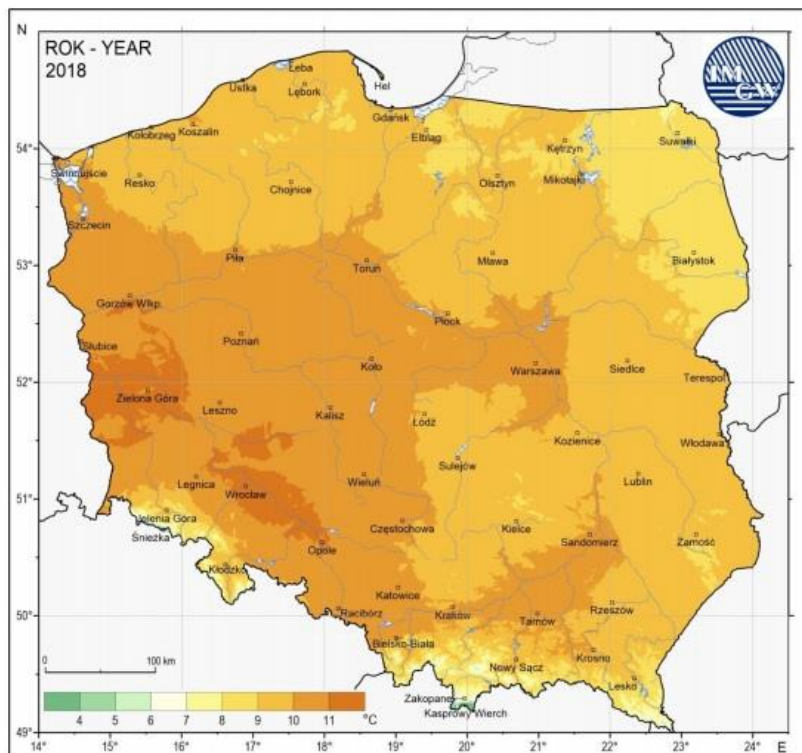 N
ROK - YEAR
2018
IM
GW
Łeba
Hel
Ustka
Lębork
Gdańsk
Kołobrzeg
Koszalin
Elbląg
54°
Kętrzyn
Suwałki
Świnoujście
Resko
Chojnice
Olsztyn
Mikołajki
Szczecin
53°
Piła
Toruń
Mława
Białystok
Gorzów Wlkp.
Płock
Słubice
Poznań
Koło
Warszawa
Siedlce
52°
Terespol
Zielona Góra
Leszno
Kalisz
Łódź
Kozienice
Włodawa
Sulejów
51°
Legnica
Wrocław
Wieluń
Lublin
Jelenia Góra
Częstochowa
Kielce
Śnieżka
Opole
Sandomierz
Zamość
Kłodzko
Katowice
50°
Racibórz
Kraków
Tarnów
Rzeszów
Bielsko-Biała
Krosno
0 100 km
Nowy Sącz
Lesko
Zakopane
Kasprowy Wierch
4 5 6 7 8 9 10 11 °C
49°
14° 15° 16° 17° 18° 19° 20° 21° 22° 23° 24° E